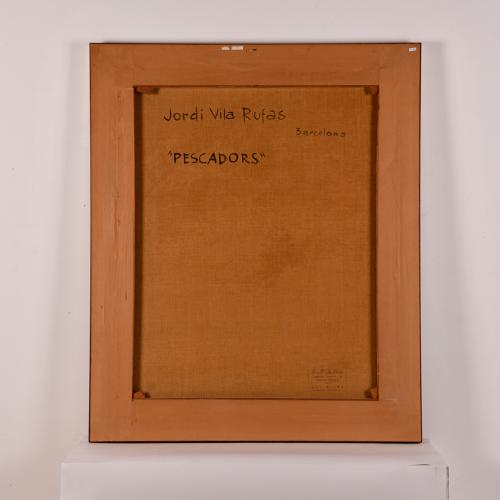 Jordi Vila Rufas
Barcelona
"PESCADORS"